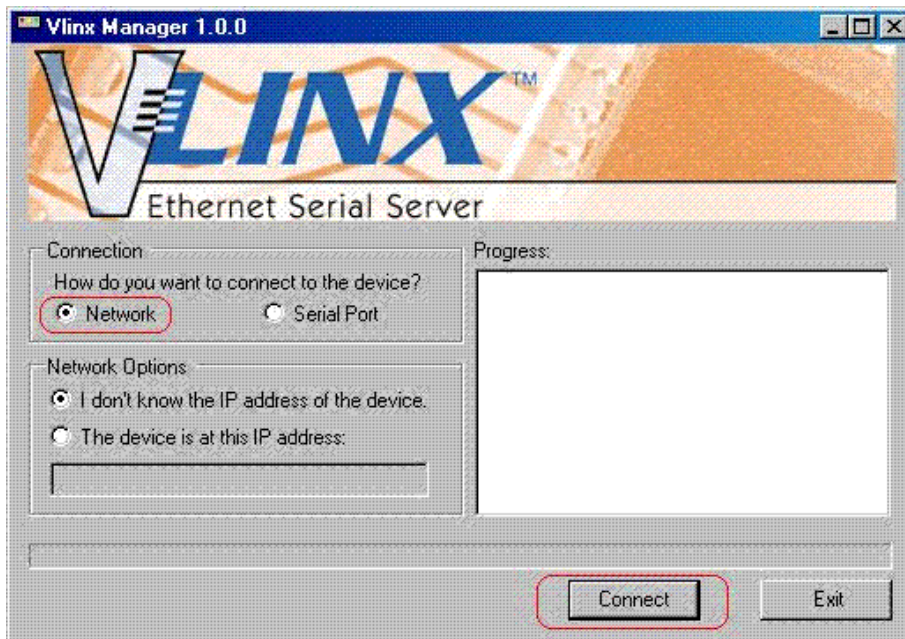 Vlinx Manager 1.0.0
VLINX™
Ethernet Serial Server
Connection
How do you want to connect to the device?
Network
Serial Port
Progress:
Network Options
I don't know the IP address of the device.
The device is at this IP address:
Connect
Exit